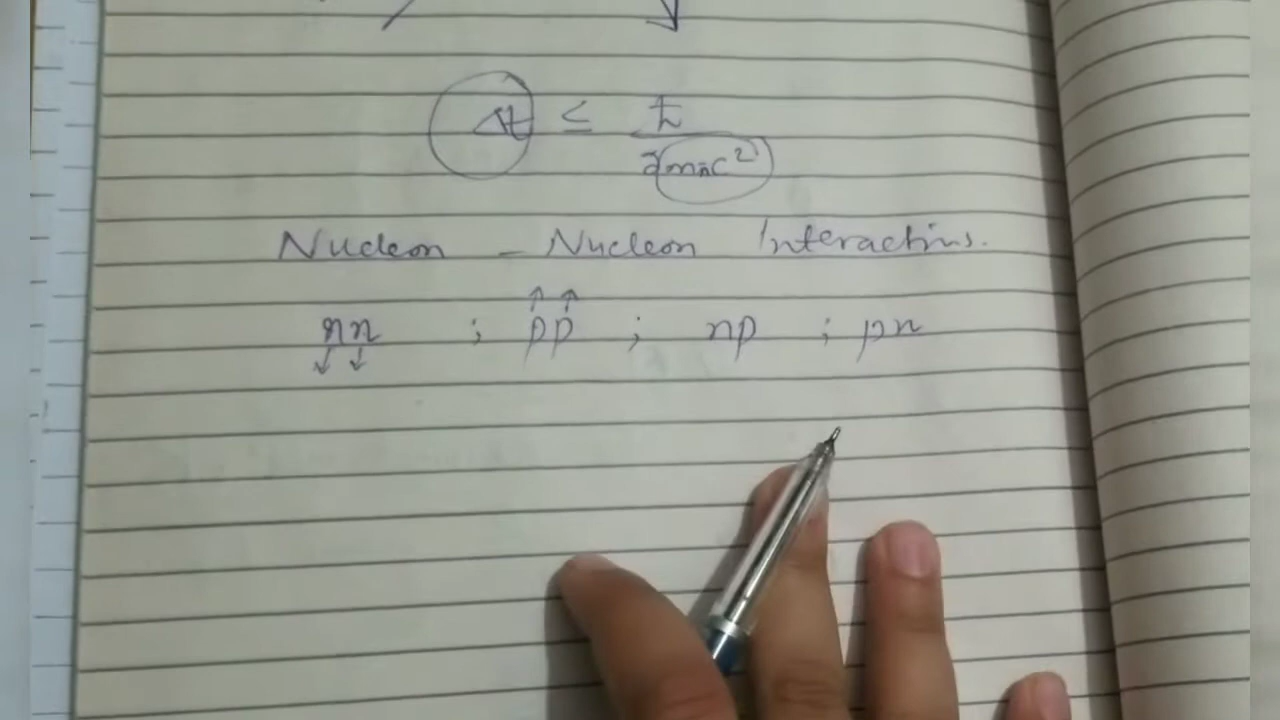 Δt ≤ ħ / 2mπc²
Nucleon – Nucleon Interactions.
↑ ↑
nn ; pp ; np ; pn
↓ ↓